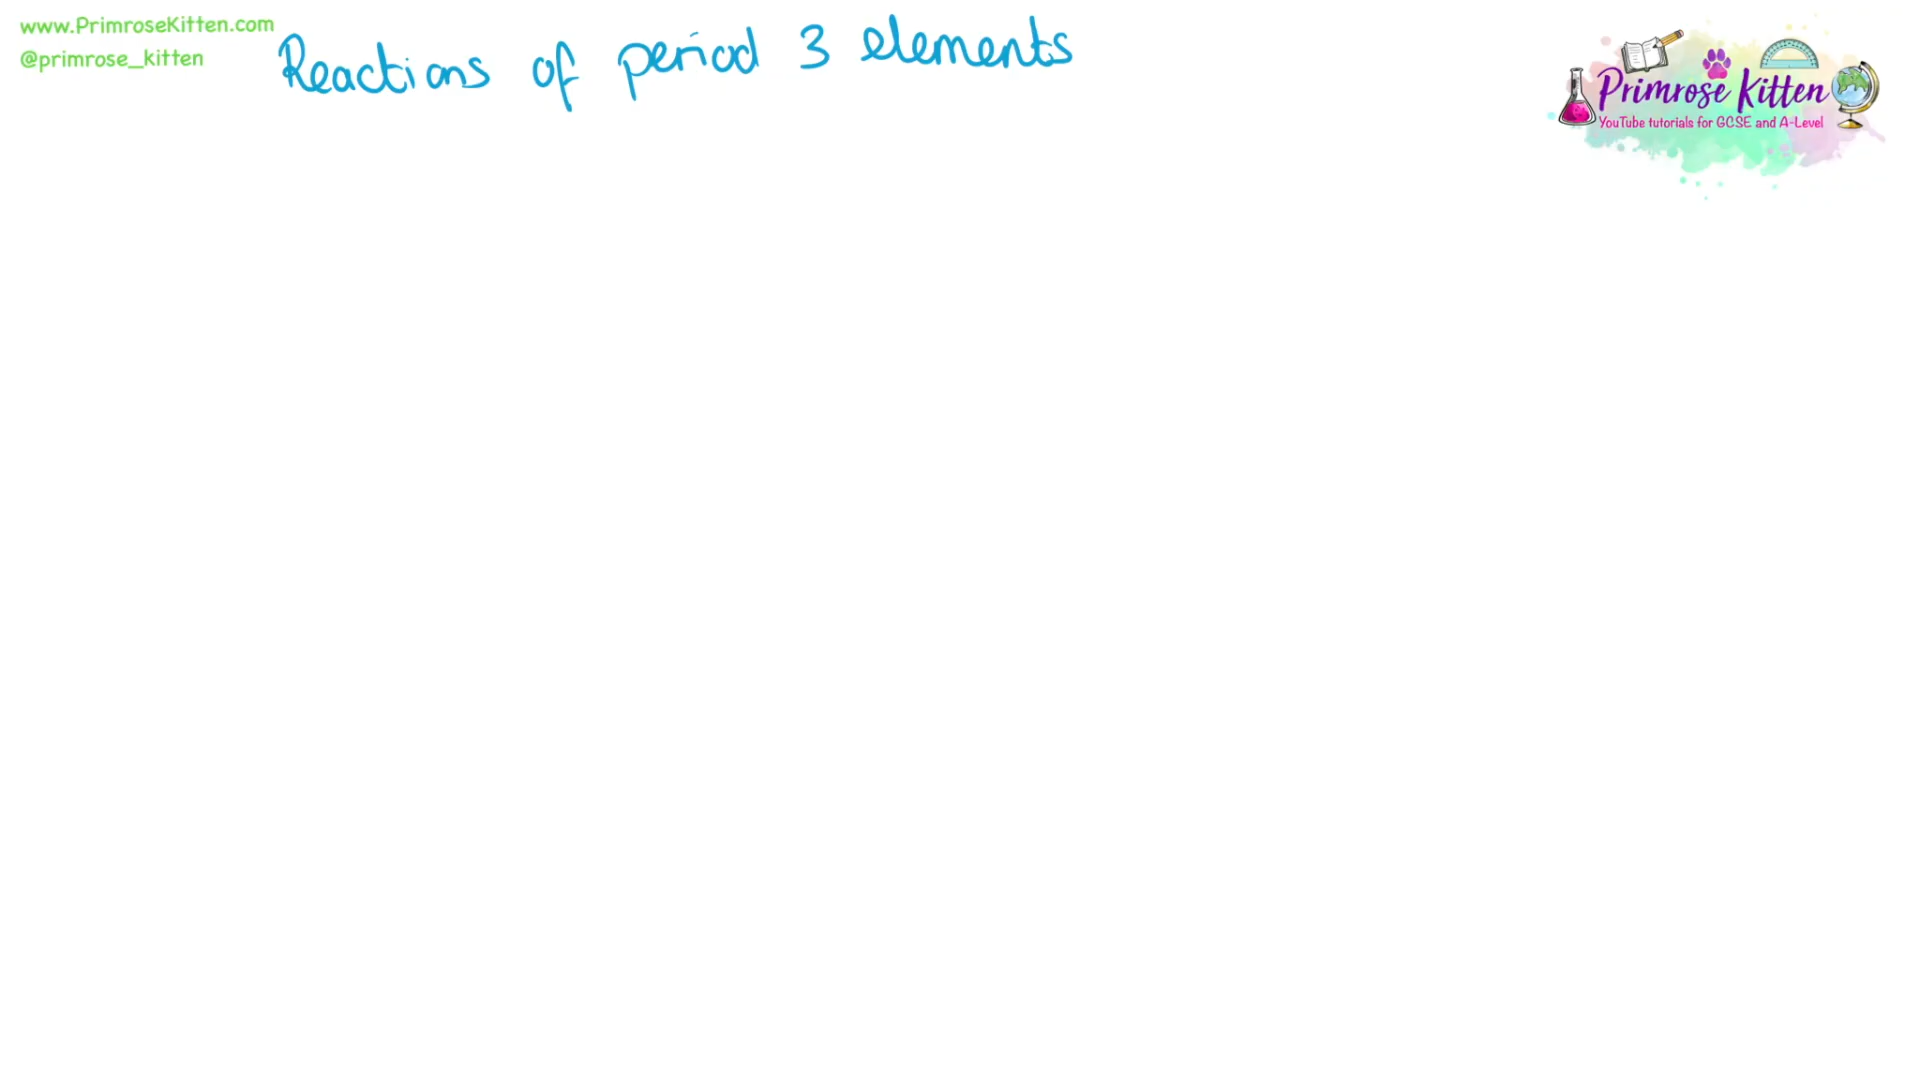 www.PrimroseKitten.com
@primrose_kitten
Reactions of period 3 elements
Primrose Kitten
YouTube tutorials for GCSE and A-Level